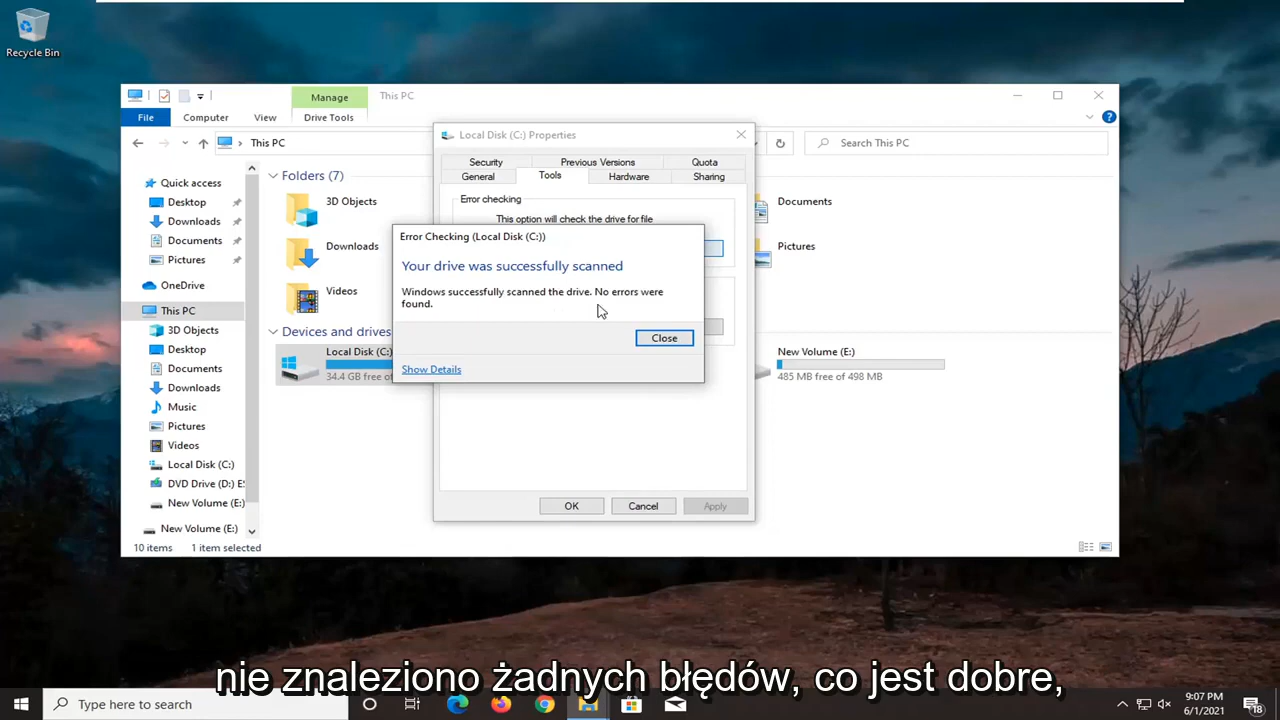 Recycle Bin
Manage
This PC
File
Computer
View
Drive Tools
This PC
Search This PC
Quick access
Desktop
Downloads
Documents
Pictures
OneDrive
This PC
3D Objects
Desktop
Documents
Downloads
Music
Pictures
Videos
Local Disk (C:)
DVD Drive (D:) ES
New Volume (E:)
New Volume (E:)
10 items
1 item selected
Folders (7)
3D Objects
Downloads
Videos
Documents
Pictures
Devices and drives
Local Disk (C:)
34.4 GB free of
New Volume (E:)
485 MB free of 498 MB
Local Disk (C:) Properties
Security
Previous Versions
Quota
General
Tools
Hardware
Sharing
Error checking
This option will check the drive for file
Error Checking (Local Disk (C:))
Your drive was successfully scanned
Windows successfully scanned the drive. No errors were
found.
Close
Show Details
OK
Cancel
Apply
nie znaleziono żadnych błędów, co jest dobre,
Type here to search
9:07 PM
6/1/2021
18